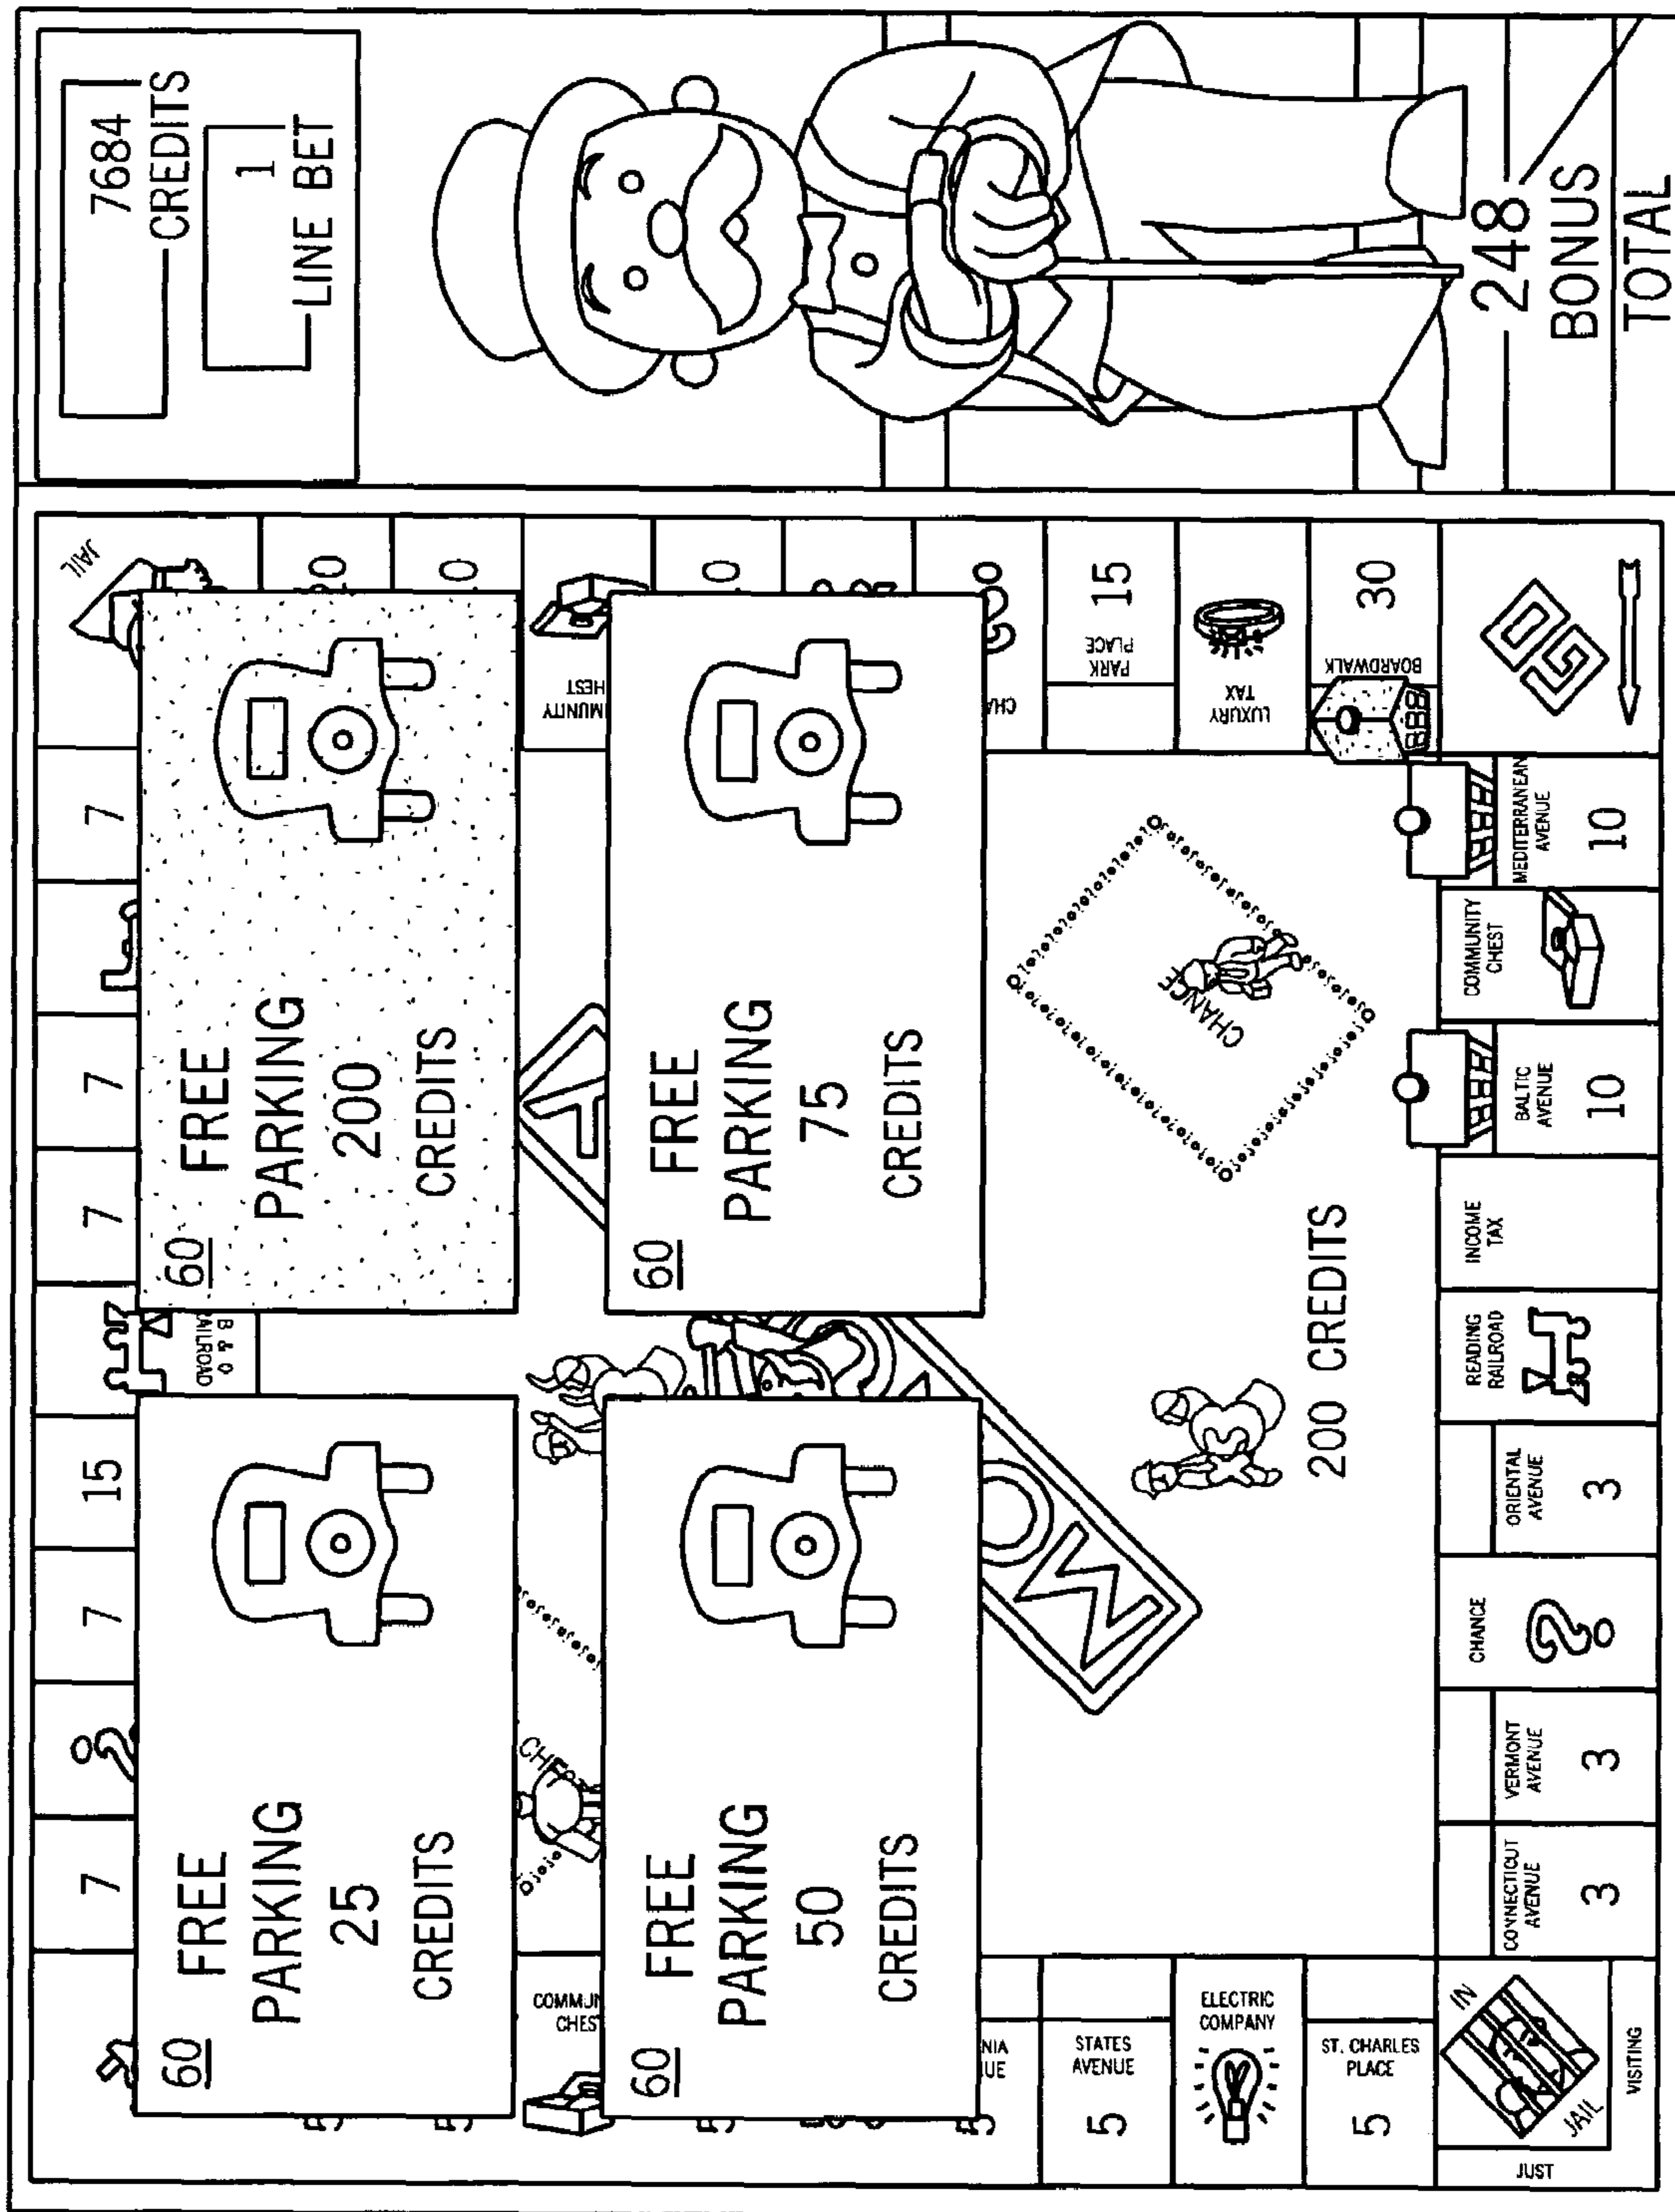 7
7
15
7
7
7
JAIL
B & O
60
FREE
PARKING
25
CREDITS
60
FREE
PARKING
200
CREDITS
60
FREE
PARKING
50
CREDITS
60
FREE
PARKING
75
CREDITS
STATES
AVENUE
5
ELECTRIC
COMPANY
ST. CHARLES
PLACE
5
PARK
PLACE
15
LUXURY
TAX
BOARDWALK
30
CHANCE
200 CREDITS
IN
JAIL
JUST
VISITING
CONNECTICUT
AVENUE
3
VERMONT
AVENUE
3
CHANCE
ORIENTAL
AVENUE
3
READING
RAILROAD
INCOME
TAX
BALTIC
AVENUE
10
COMMUNITY
CHEST
MEDITERRANEAN
AVENUE
10
GO
7684
CREDITS
1
LINE BET
248
BONUS
TOTAL